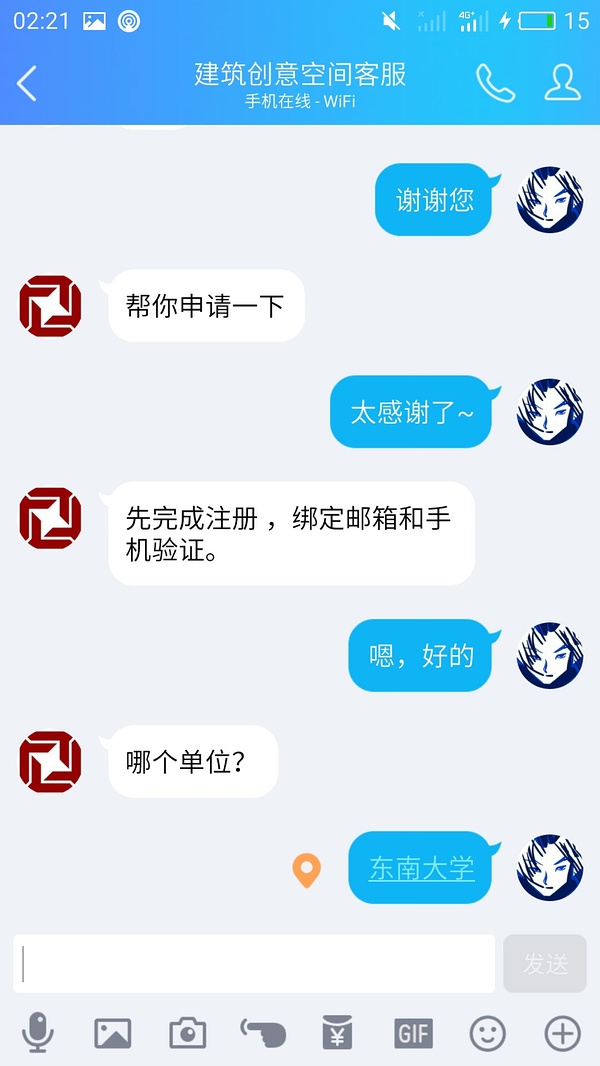 02:21
4G+
15
建筑创意空间客服
手机在线 - WiFi
谢谢您
帮你申请一下
太感谢了~
先完成注册 ，绑定邮箱和手
机验证。
嗯，好的
哪个单位？
东南大学
发送
¥
GIF